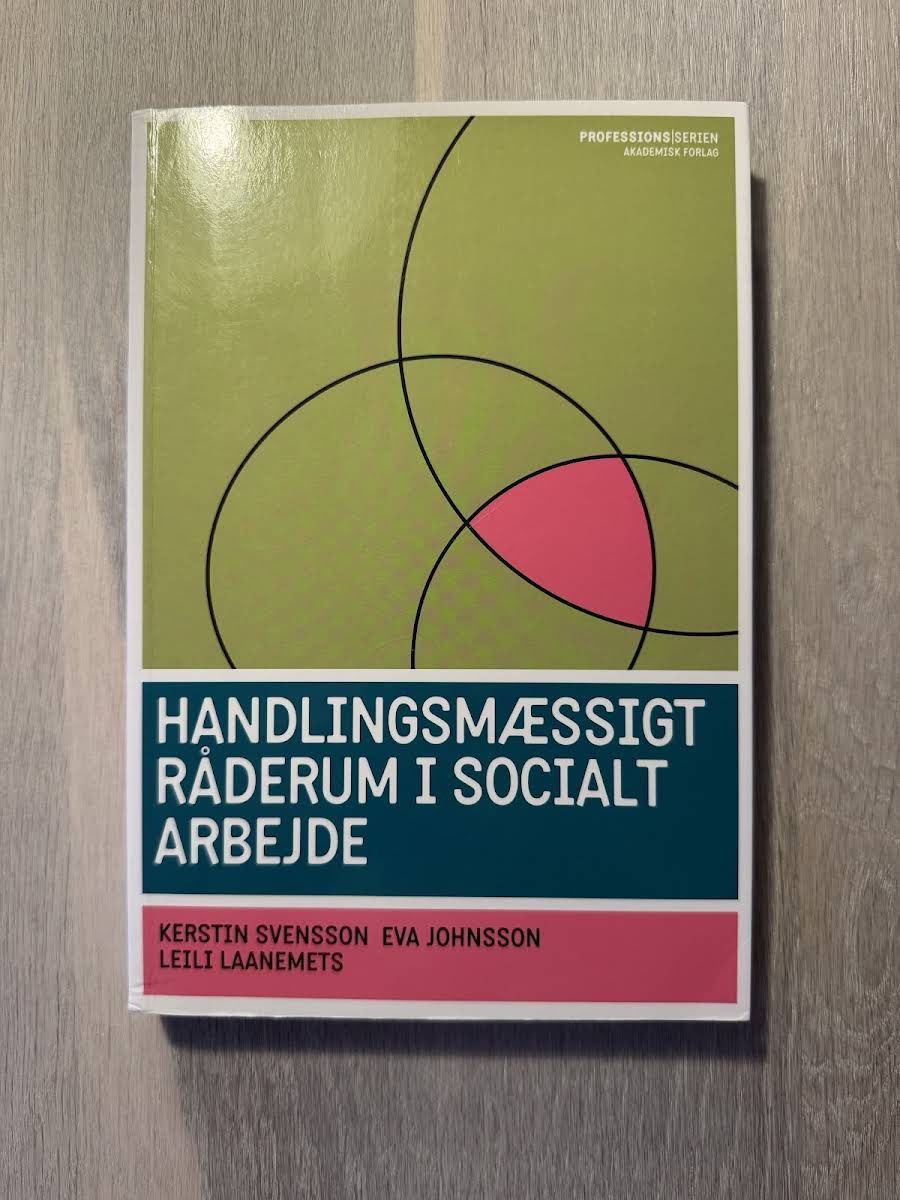 PROFESSIONS|SERIEN
AKADEMISK FORLAG
HANDLINGSMÆSSIGT
RÅDERUM I SOCIALT
ARBEJDE
KERSTIN SVENSSON EVA JOHNSSON
LEILI LAANEMETS